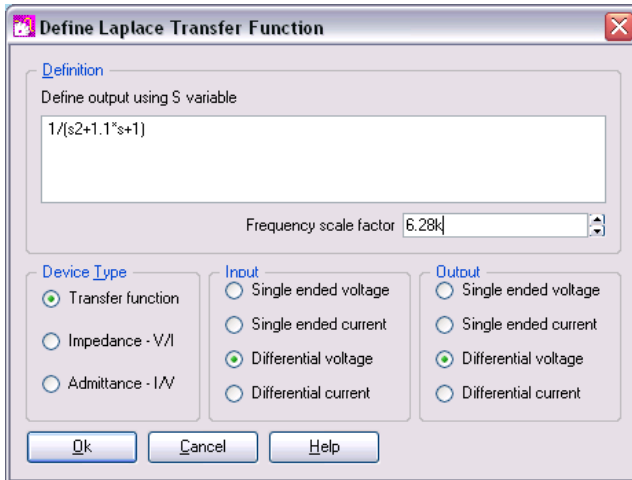 Define Laplace Transfer Function
Definition
Define output using S variable
1/(s2+1.1*s+1)
Frequency scale factor 6.28k
Device Type
Transfer function
Impedance - V/I
Admittance - I/V
Input
Single ended voltage
Single ended current
Differential voltage
Differential current
Output
Single ended voltage
Single ended current
Differential voltage
Differential current
Ok Cancel Help